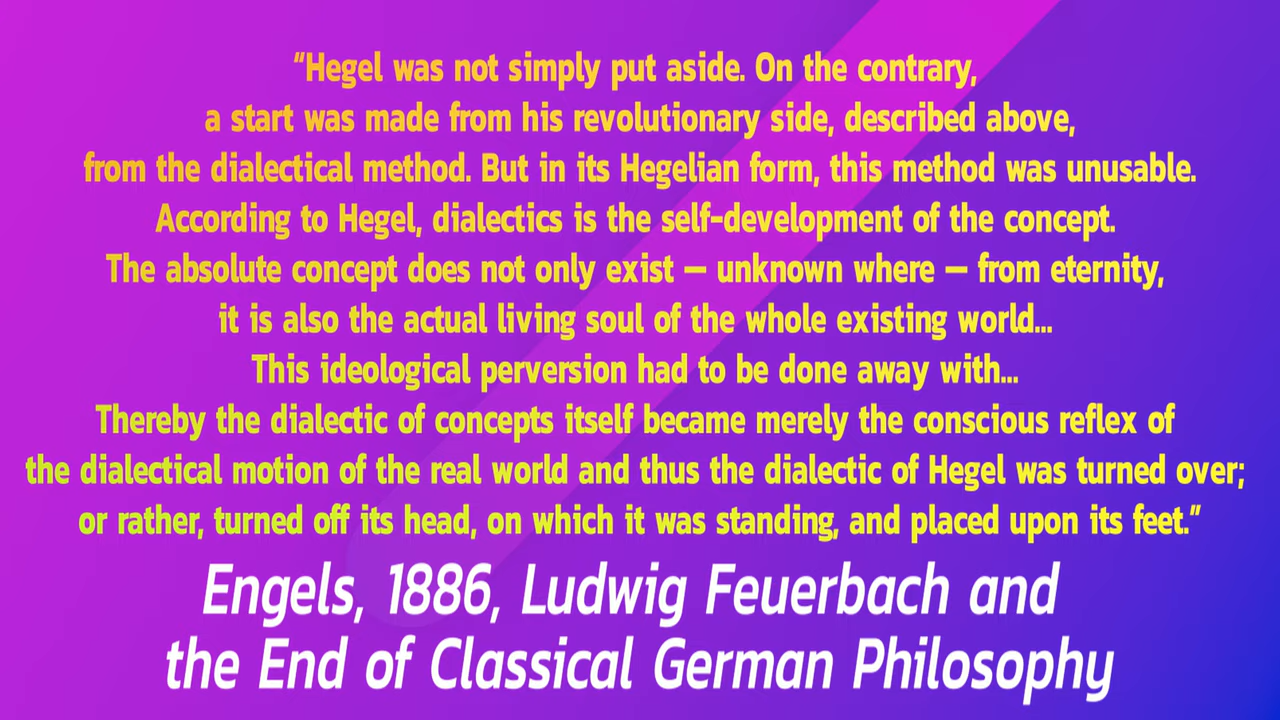 "Hegel was not simply put aside. On the contrary,
a start was made from his revolutionary side, described above,
from the dialectical method. But in its Hegelian form, this method was unusable.
According to Hegel, dialectics is the self-development of the concept.
The absolute concept does not only exist — unknown where — from eternity,
it is also the actual living soul of the whole existing world...
This ideological perversion had to be done away with...
Thereby the dialectic of concepts itself became merely the conscious reflex of
the dialectical motion of the real world and thus the dialectic of Hegel was turned over;
or rather, turned off its head, on which it was standing, and placed upon its feet."
Engels, 1886, Ludwig Feuerbach and
the End of Classical German Philosophy